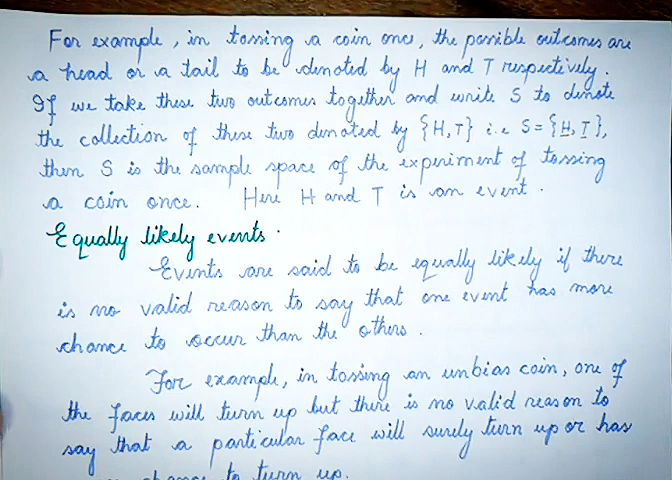 For example, in tossing a coin once, the possible outcomes are
a head or a tail to be denoted by H and T respectively.
If we take these two outcomes together and write S to denote
the collection of these two denoted by {H,T} i.e S={H,T},
then S is the sample space of the experiment of tossing
a coin once. Here H and T is an event.
Equally likely events.
Events are said to be equally likely if there
is no valid reason to say that one event has more
chance to occur than the others.
For example, in tossing an unbias coin, one of
the faces will turn up but there is no valid reason to
say that a particular face will surely turn up or has
chance to turn up.